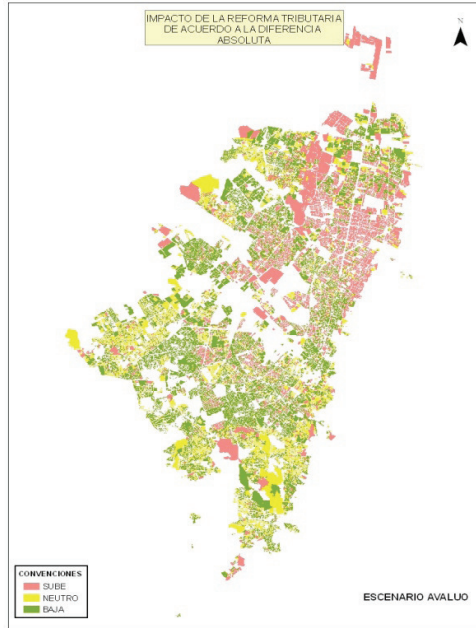 IMPACTO DE LA REFORMA TRIBUTARIA
DE ACUERDO A LA DIFERENCIA
ABSOLUTA
N
CONVENCIONES
SUBE
NEUTRO
BAJA
ESCENARIO AVALUO